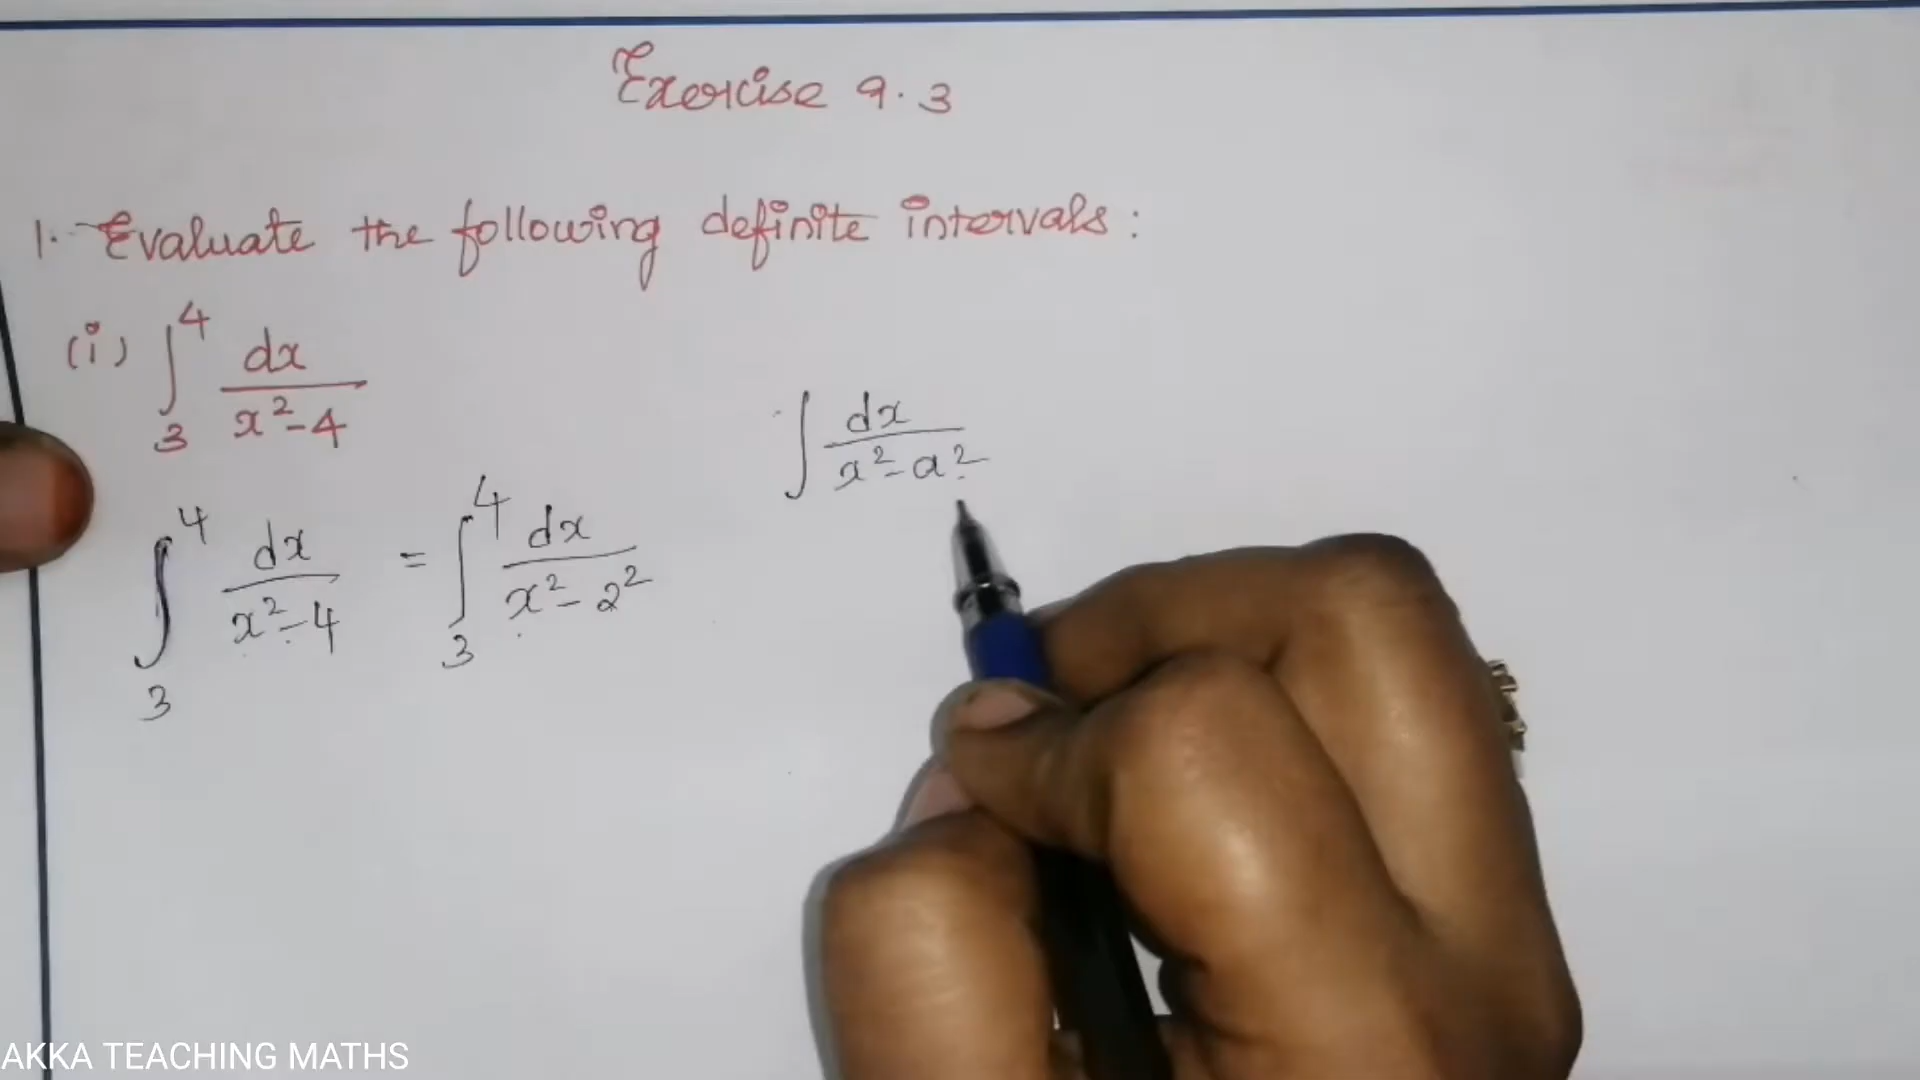 Exercise 9.3
1. Evaluate the following definite intervals:
(i) ∫₃⁴ dx/(x²-4)
∫dx/(x²-a²)
∫₃⁴ dx/(x²-4) = ∫₃⁴ dx/(x²-2²)
AKKA TEACHING MATHS